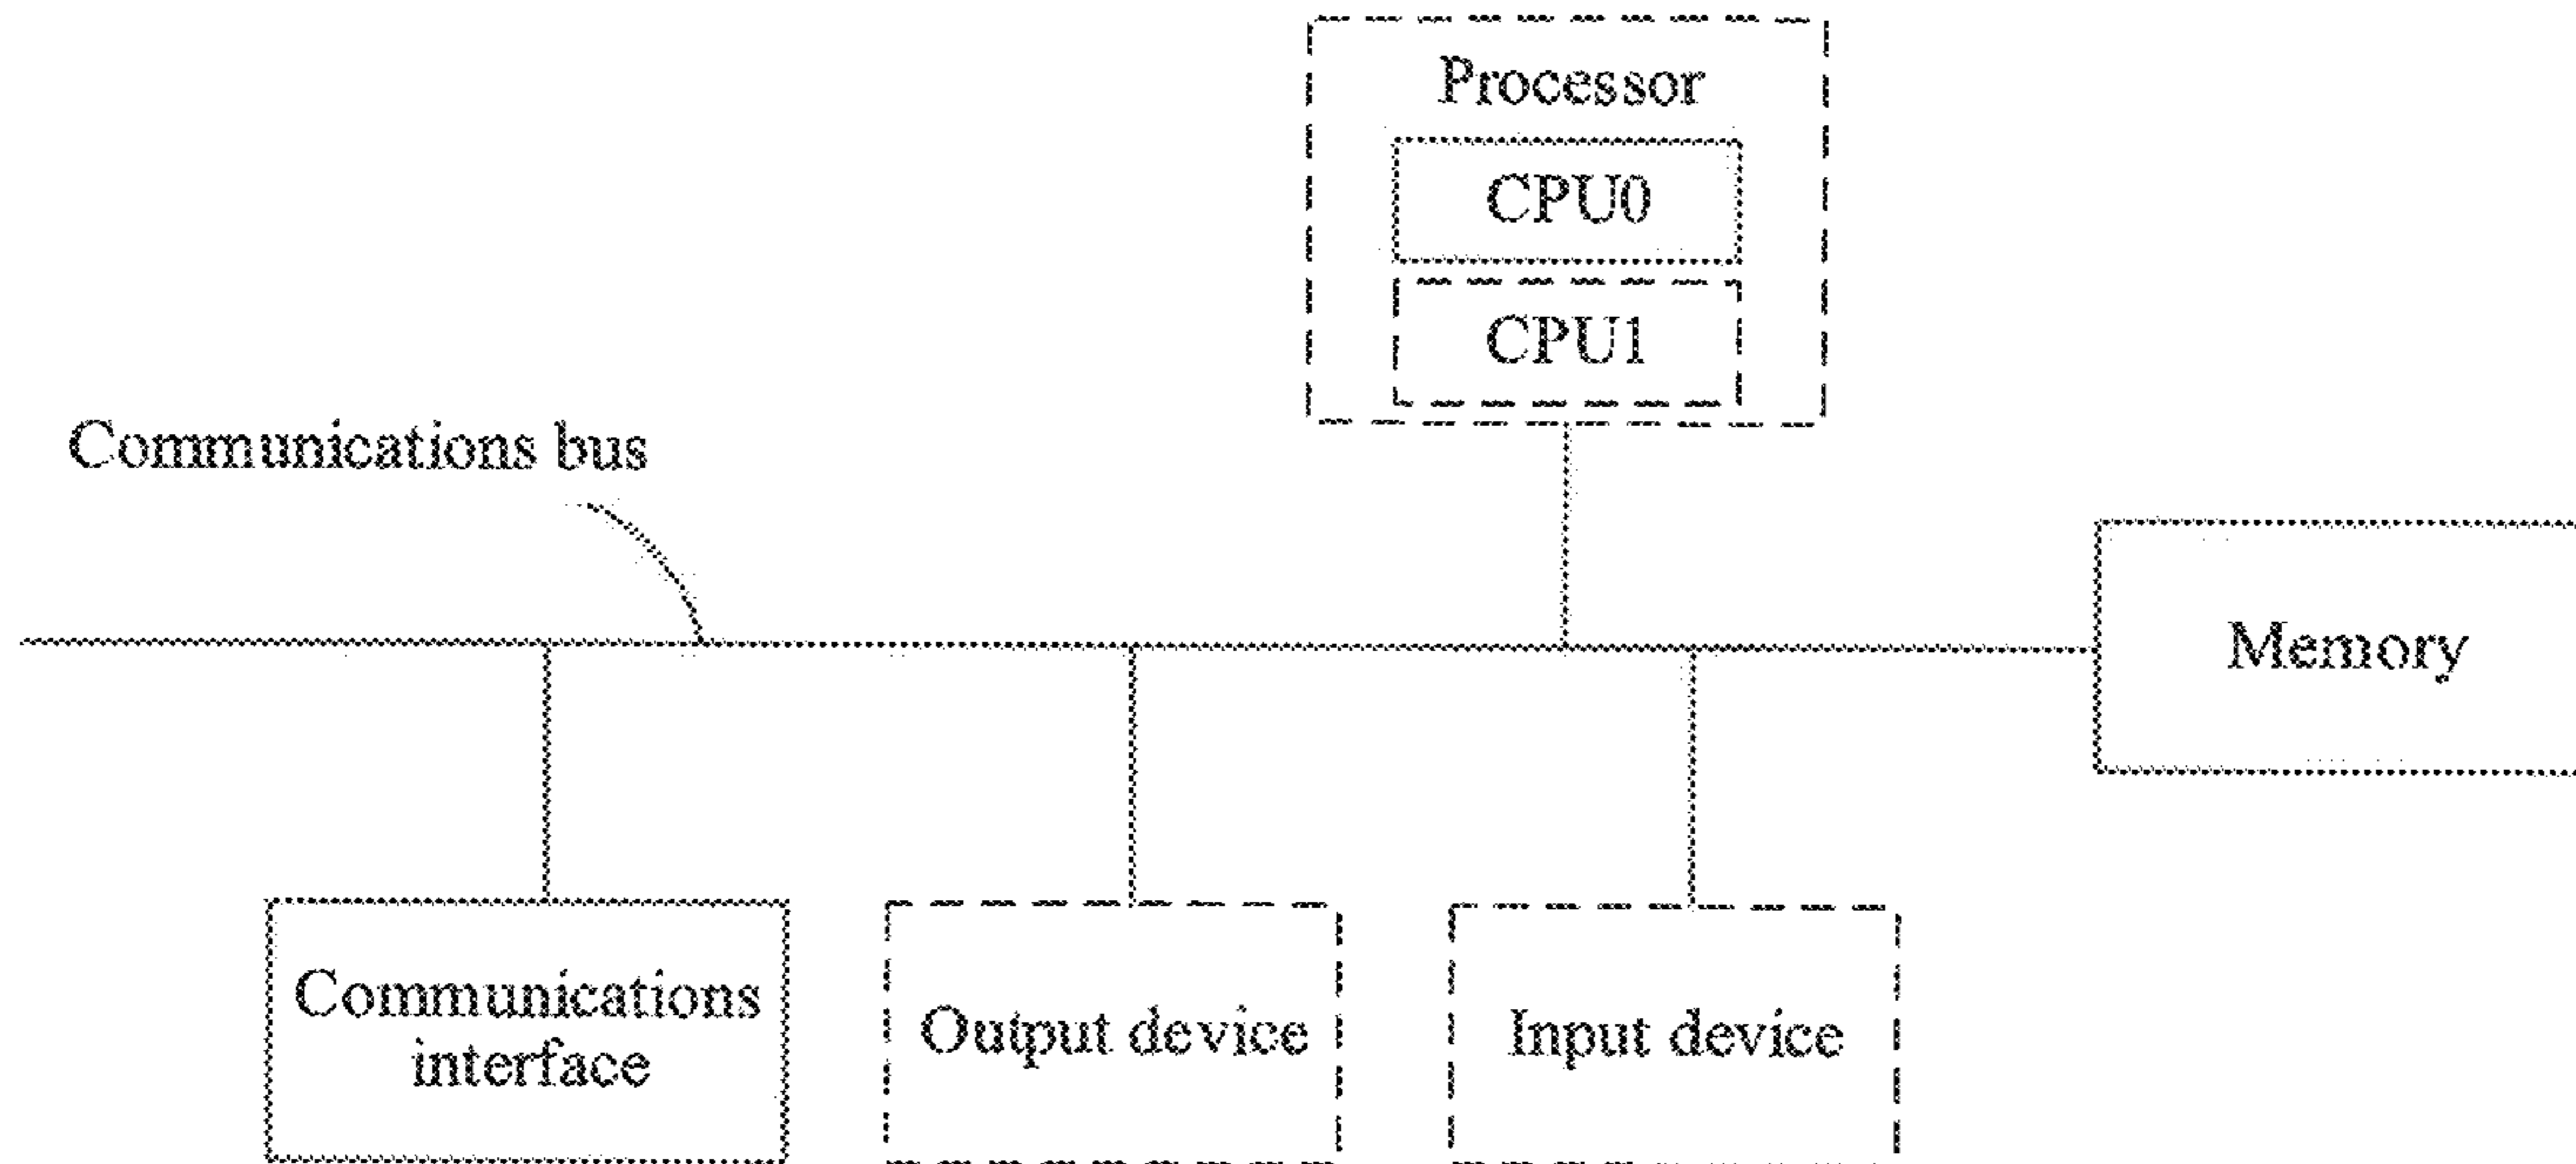 Processor
CPU0
CPU1
Communications bus
Memory
Communications
interface
Output device
Input device